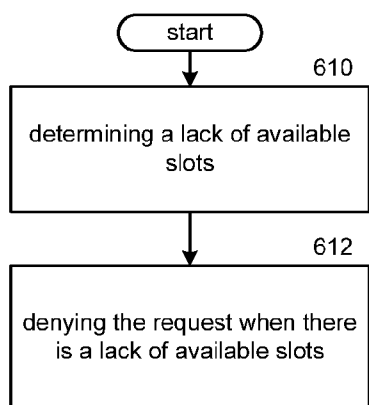 start
610
determining a lack of available
slots
612
denying the request when there
is a lack of available slots